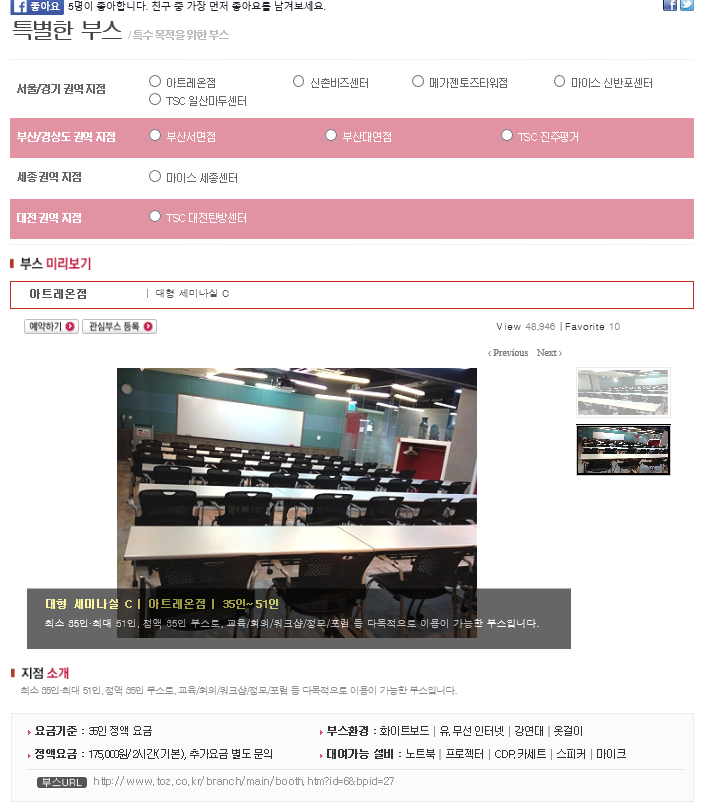 좋아요 5명이 좋아합니다. 친구 중 가장 먼저 좋아요를 남겨보세요.
특별한 부스 / 특수 목적을 위한 부스
서울/경기 권역 지점 아트레온점 신촌비즈센터 메가젠토즈타워점 마이스 신반포센터
TSC 일산마두센터
부산/경상도 권역 지점 부산서면점 부산대연점 TSC 진주평거
세종 권역 지점 마이스 세종센터
대전 권역 지점 TSC 대전탄방센터
부스 미리보기
아트레온점 | 대형 세미나실 C
예약하기 관심부스 등록 View 48,946 | Favorite 10
‹ Previous Next ›
대형 세미나실 C | 아트레온점 | 35인~51인
최소 35인·최대 51인, 정액 35인 부스로, 교육/회의/워크샵/정모/포럼 등 다목적으로 이용이 가능한 부스입니다.
지점 소개
최소 35인·최대 51인, 정액 35인 부스로, 교육/회의/워크샵/정모/포럼 등 다목적으로 이용이 가능한 부스입니다.
요금기준 : 35인 정액 요금 부스환경 : 화이트보드 | 유,무선 인터넷 | 강연대 | 옷걸이
정액요금 : 175,000원/2시간(기본), 추가요금 별도 문의 대여가능 설비 : 노트북 | 프로젝터 | CDP,카세트 | 스피커 | 마이크
부스URL http://www.toz.co.kr/branch/main/booth.htm?id=6&bpid=27